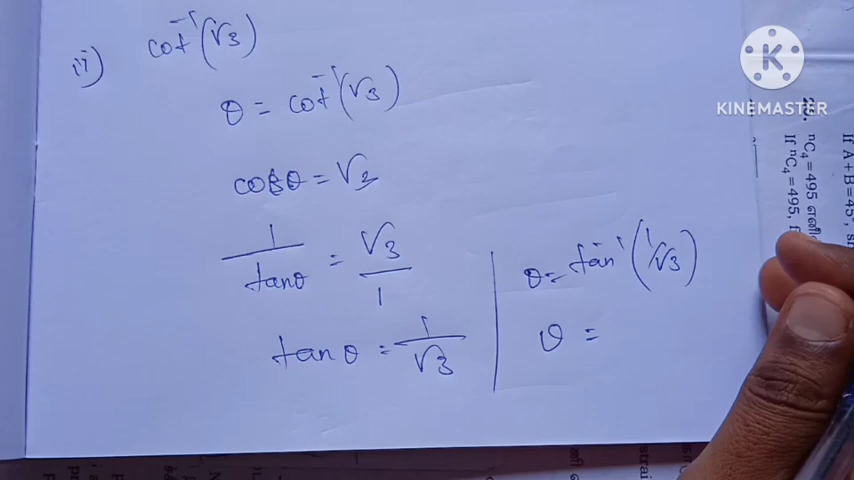 ii) cot⁻¹(√3)
θ = cot⁻¹(√3)
cotθ = √3
1/tanθ = √3/1
tanθ = 1/√3
θ = tan⁻¹(1/√3)
θ =
KINEMASTER
ⁿC₄=495
If ⁿC₄=495,
If A+B=45°,